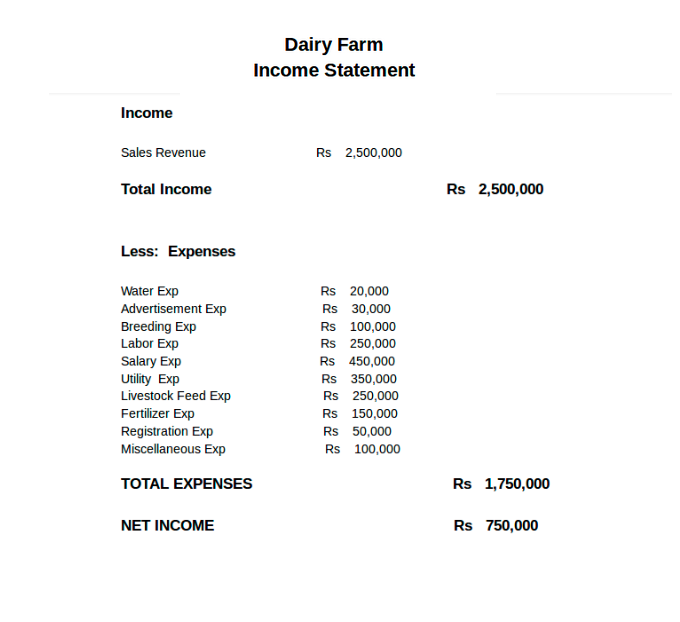 Dairy Farm
Income Statement
Income
Sales Revenue Rs 2,500,000
Total Income Rs 2,500,000
Less: Expenses
Water Exp Rs 20,000
Advertisement Exp Rs 30,000
Breeding Exp Rs 100,000
Labor Exp Rs 250,000
Salary Exp Rs 450,000
Utility Exp Rs 350,000
Livestock Feed Exp Rs 250,000
Fertilizer Exp Rs 150,000
Registration Exp Rs 50,000
Miscellaneous Exp Rs 100,000
TOTAL EXPENSES Rs 1,750,000
NET INCOME Rs 750,000